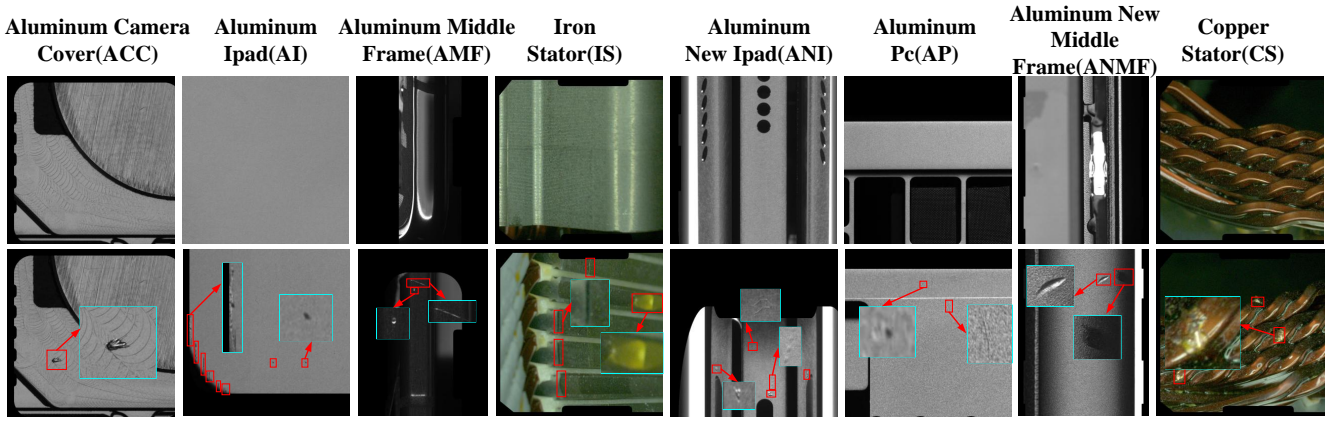 Aluminum Camera
Cover(ACC)
Aluminum
Ipad(AI)
Aluminum Middle
Frame(AMF)
Iron
Stator(IS)
Aluminum
New Ipad(ANI)
Aluminum
Pc(AP)
Aluminum New
Middle
Frame(ANMF)
Copper
Stator(CS)